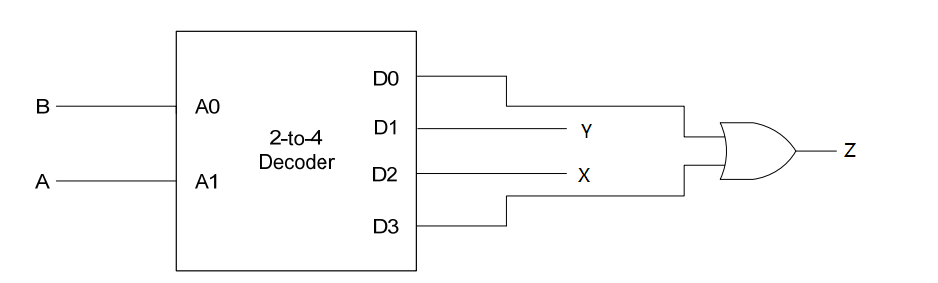 D0
B
A0
D1
Y
2-to-4
Decoder
Z
D2
X
A
A1
D3